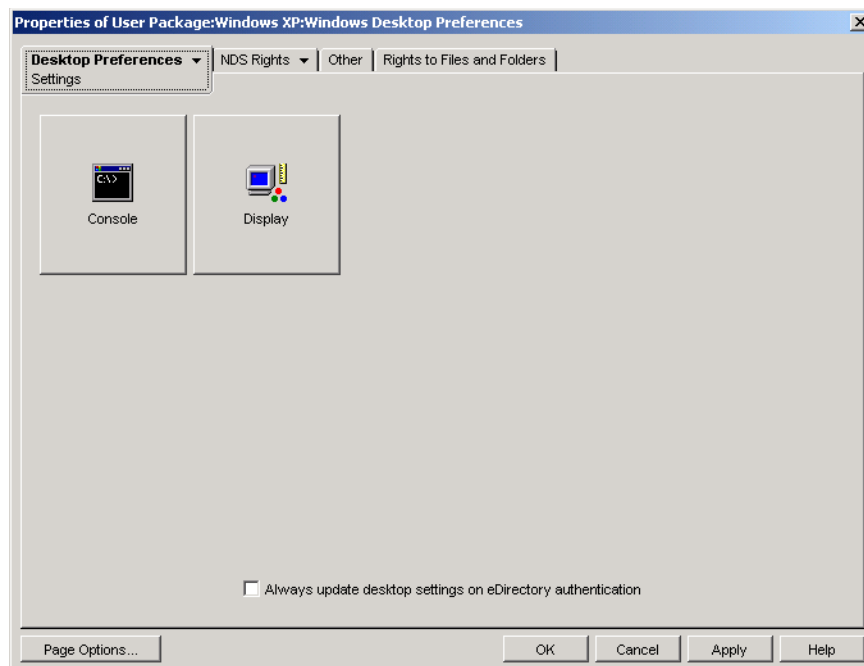 Properties of User Package:Windows XP:Windows Desktop Preferences
Desktop Preferences
NDS Rights
Other
Rights to Files and Folders
Settings
C:\>
Console
Display
Always update desktop settings on eDirectory authentication
Page Options...
OK
Cancel
Apply
Help